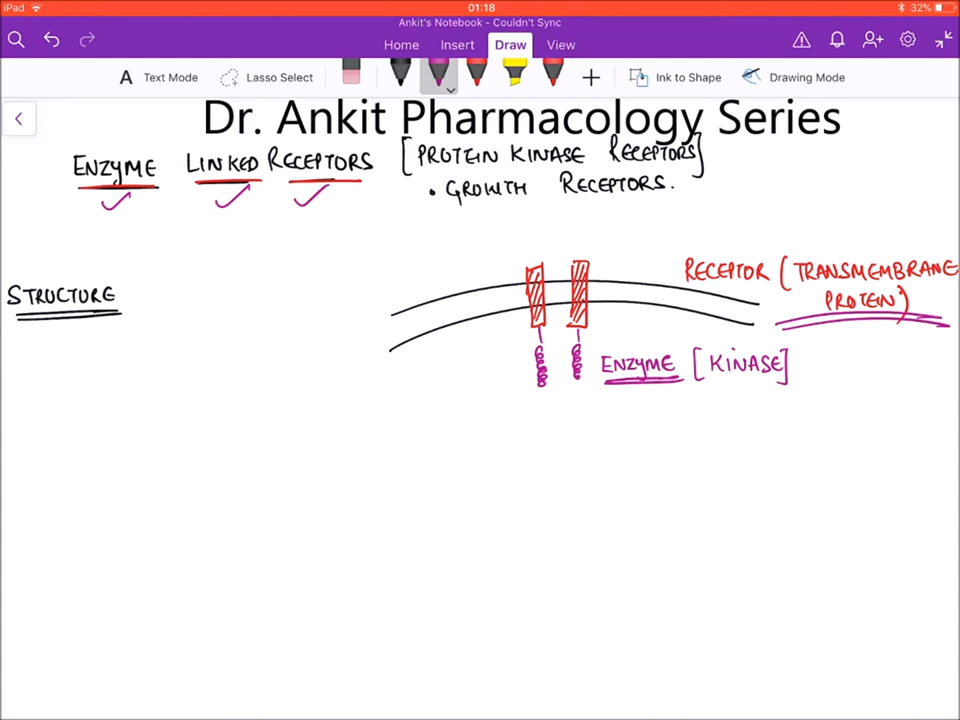 iPad 01:18 32%
Ankit's Notebook - Couldn't Sync
Home Insert Draw View
A Text Mode Lasso Select Ink to Shape Drawing Mode
Dr. Ankit Pharmacology Series
ENZYME LINKED RECEPTORS [PROTEIN KINASE RECEPTORS]
• GROWTH RECEPTORS.
RECEPTOR (TRANSMEMBRANE
PROTEIN)
STRUCTURE
ENZYME [KINASE]